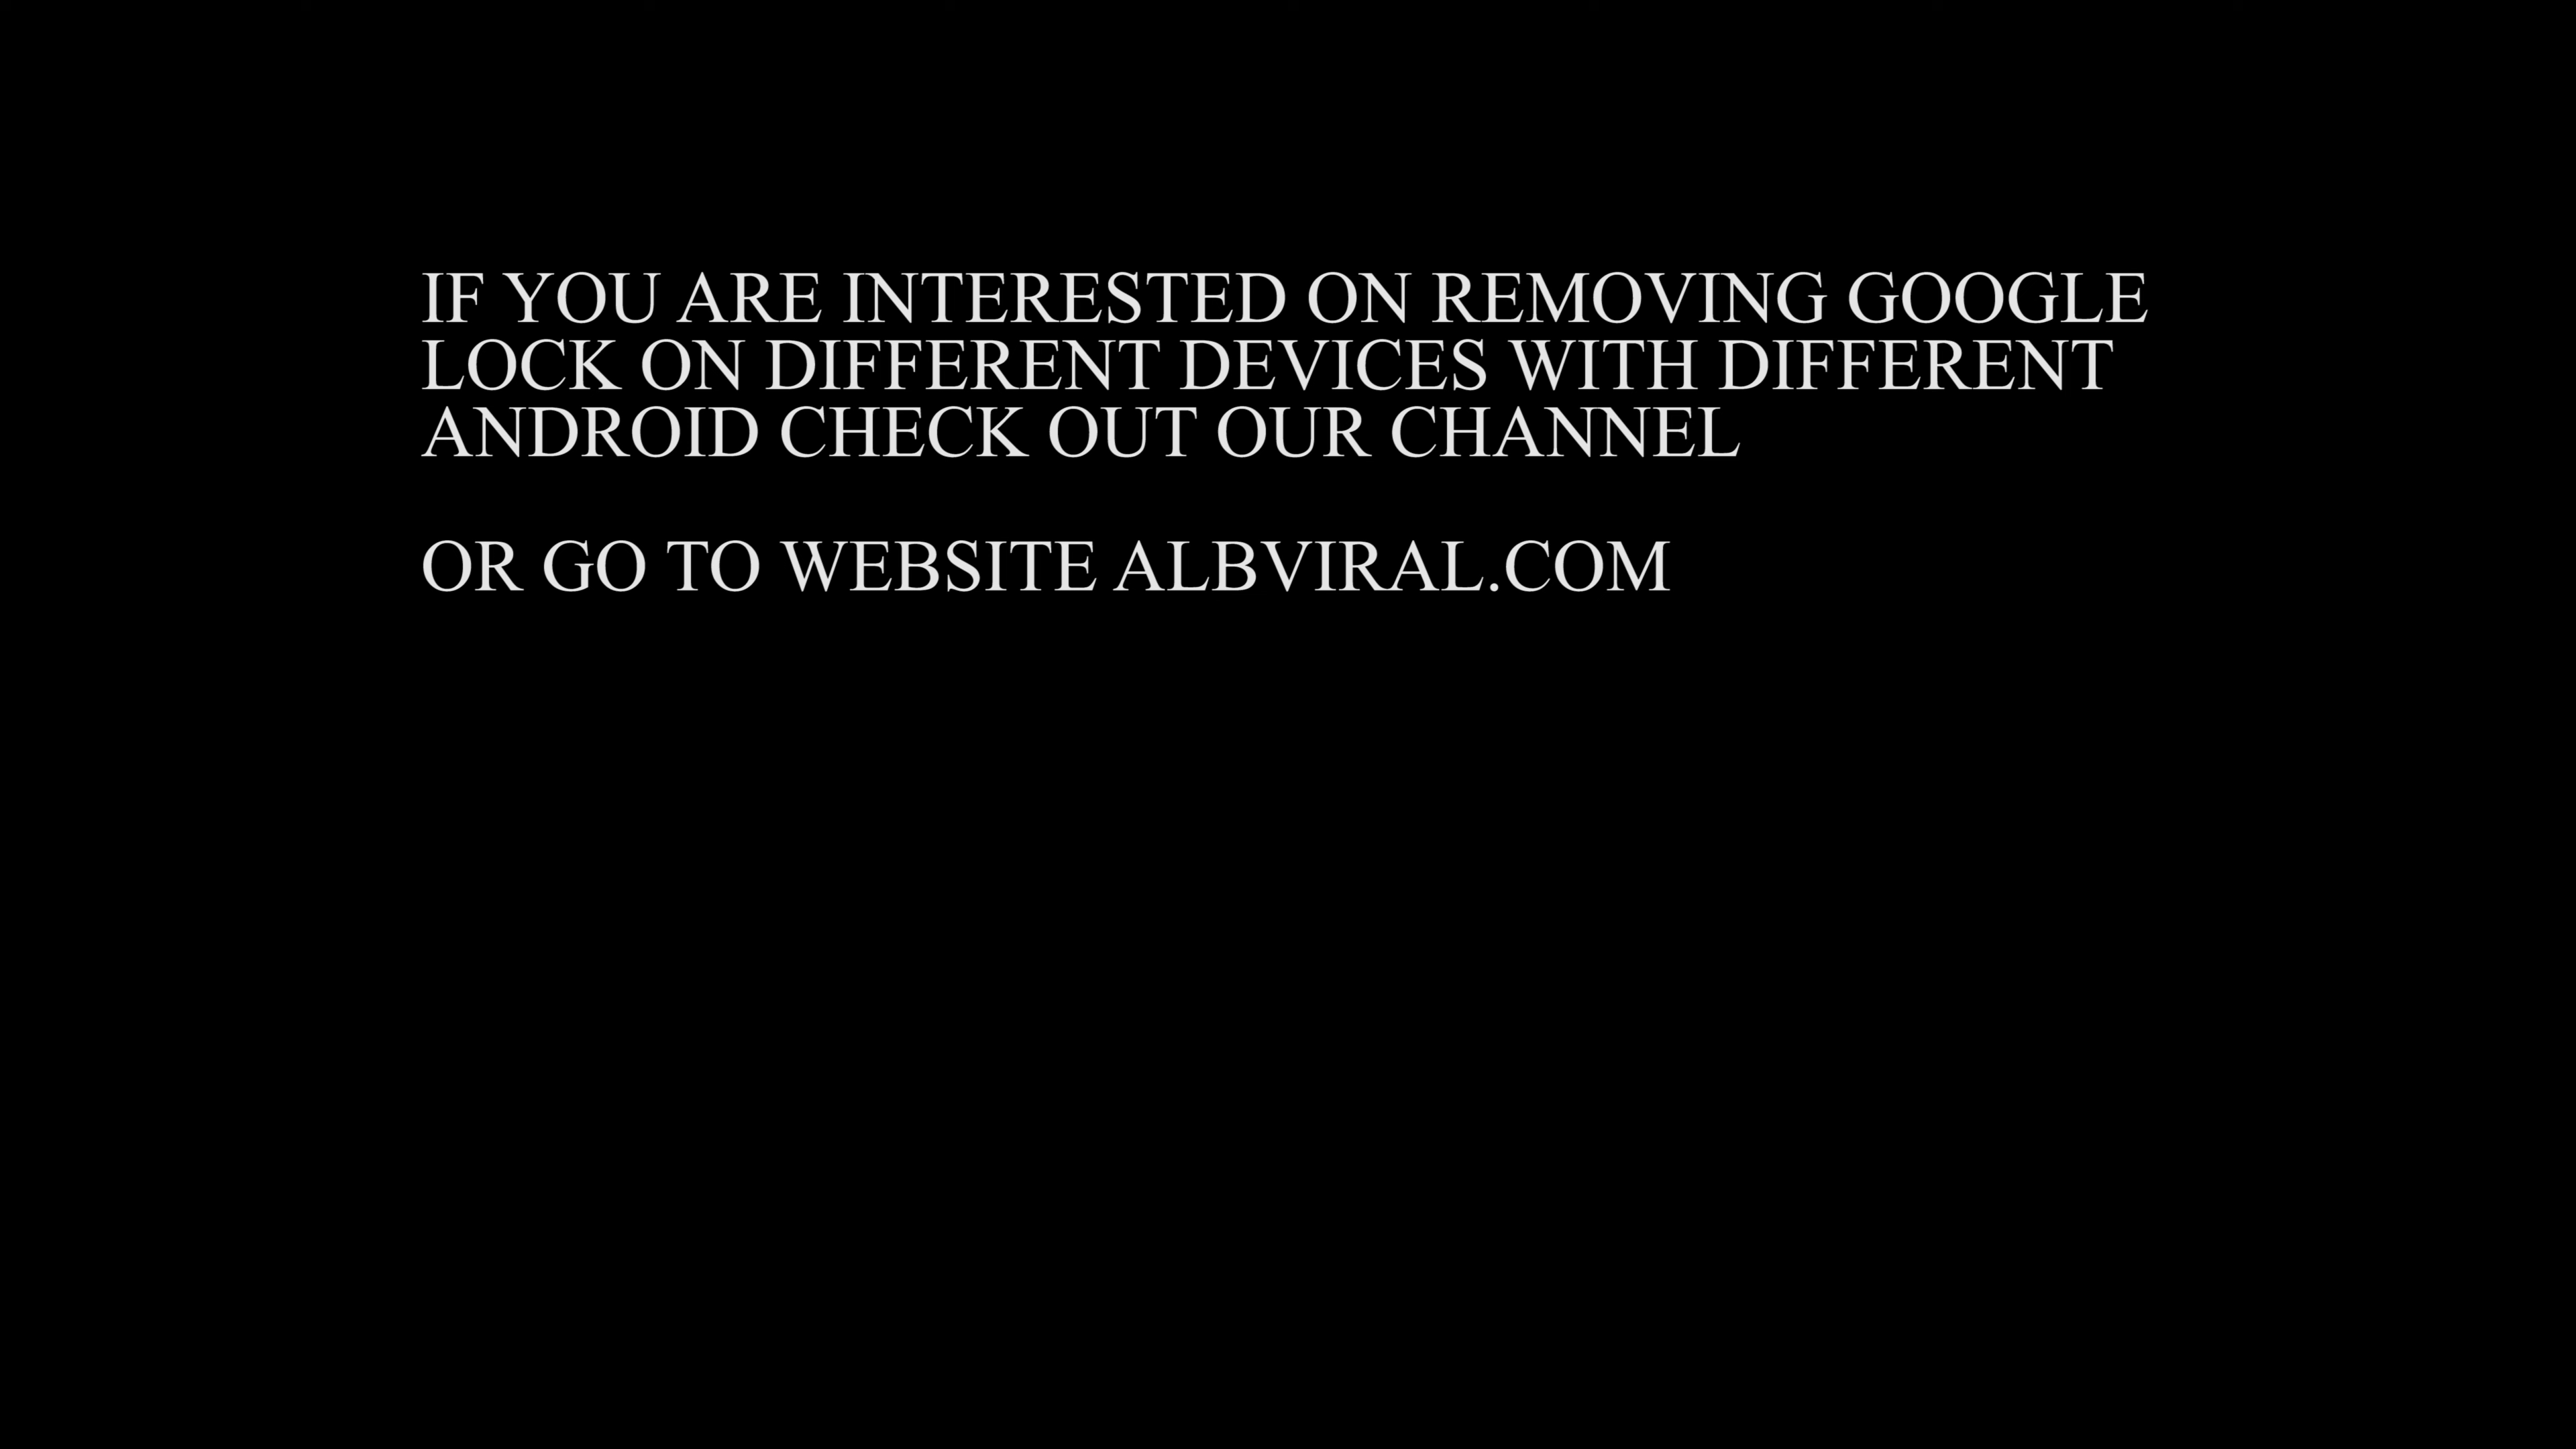 IF YOU ARE INTERESTED ON REMOVING GOOGLE
LOCK ON DIFFERENT DEVICES WITH DIFFERENT
ANDROID CHECK OUT OUR CHANNEL
OR GO TO WEBSITE ALBVIRAL.COM